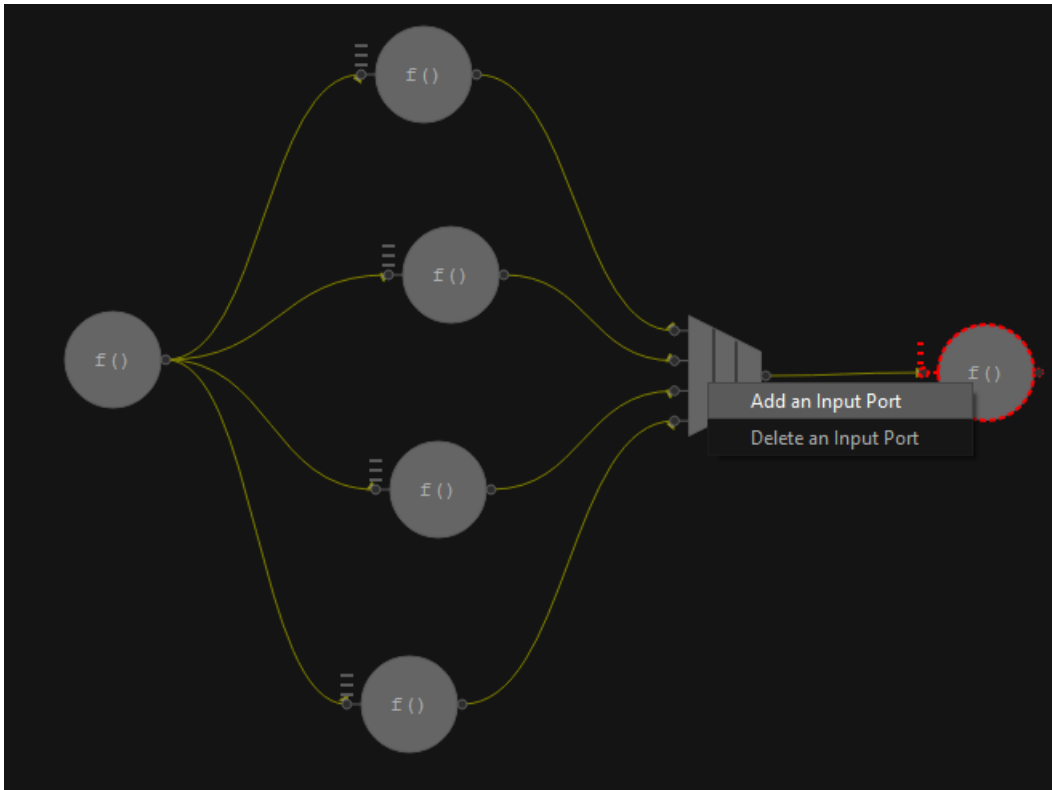 f()
f()
f()
f()
Add an Input Port
Delete an Input Port
f()
f()